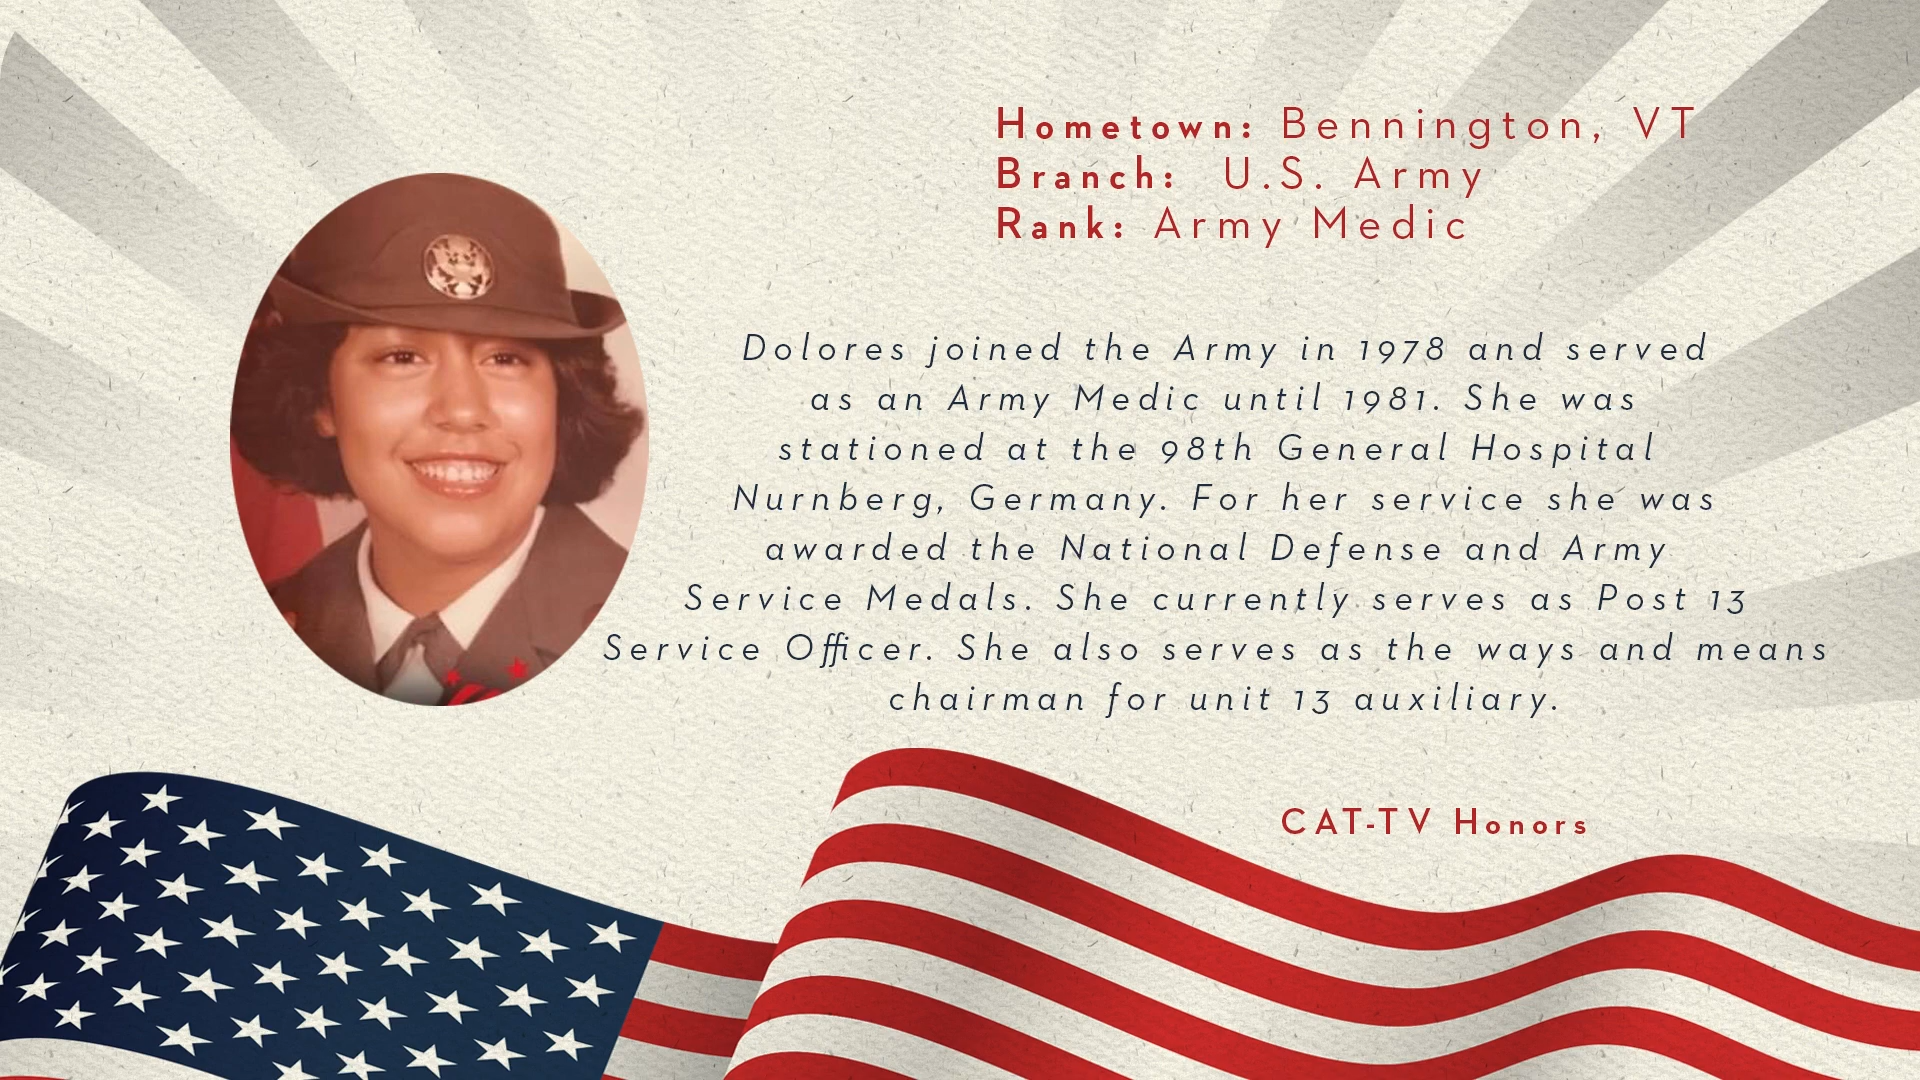 Hometown: Bennington, VT
Branch: U.S. Army
Rank: Army Medic
Dolores joined the Army in 1978 and served
as an Army Medic until 1981. She was
stationed at the 98th General Hospital
Nurnberg, Germany. For her service she was
awarded the National Defense and Army
Service Medals. She currently serves as Post 13
Service Officer. She also serves as the ways and means
chairman for unit 13 auxiliary.
CAT-TV Honors